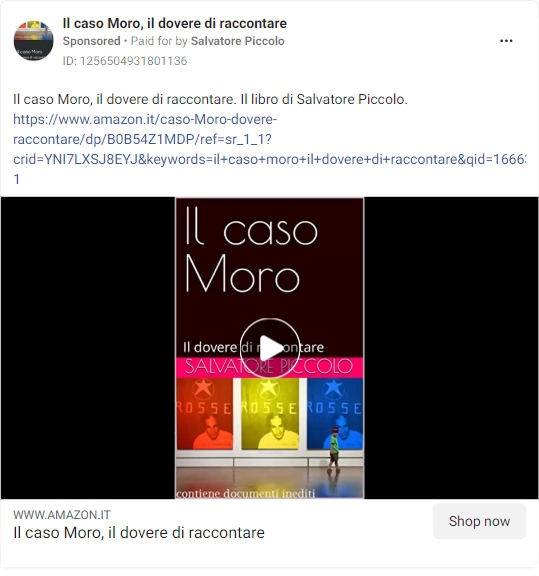 Il caso Moro, il dovere di raccontare
Sponsored • Paid for by Salvatore Piccolo
ID: 1256504931801136
Il caso Moro, il dovere di raccontare. Il libro di Salvatore Piccolo.
https://www.amazon.it/caso-Moro-dovere-
raccontare/dp/B0B54Z1MDP/ref=sr_1_1?
crid=YNI7LXSJ8EYJ&keywords=il+caso+moro+il+dovere+di+raccontare&qid=1666
1
Il caso
Moro
Il caso
Moro
Il dovere di raccontare
SALVATORE PICCOLO
ROSSE ROSSE ROSSE
contiene documenti inediti
WWW.AMAZON.IT
Il caso Moro, il dovere di raccontare
Shop now